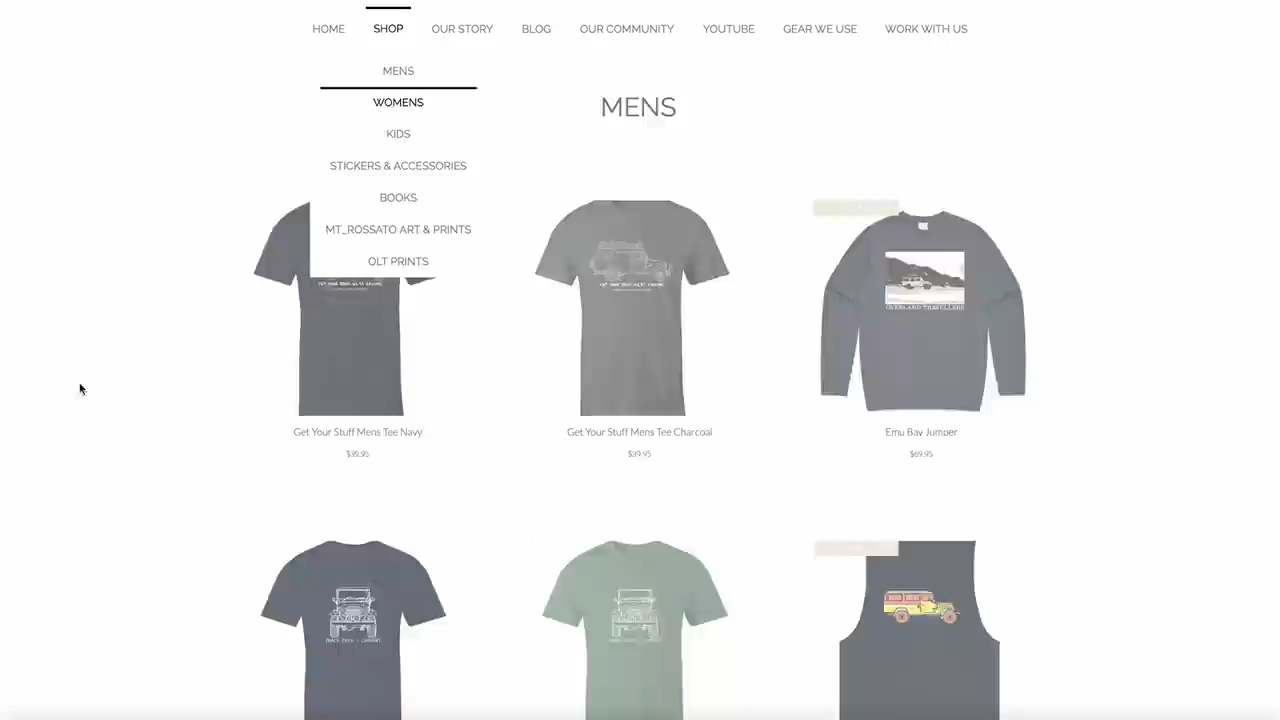 HOME SHOP OUR STORY BLOG OUR COMMUNITY YOUTUBE GEAR WE USE WORK WITH US
MENS
WOMENS
KIDS
STICKERS & ACCESSORIES
BOOKS
MT_ROSSATO ART & PRINTS
OLT PRINTS
MENS
OVERLAND TRAVELLERS
Get Your Stuff Mens Tee Navy
$39.95
Get Your Stuff Mens Tee Charcoal
$39.95
Emu Bay Jumper
$69.95